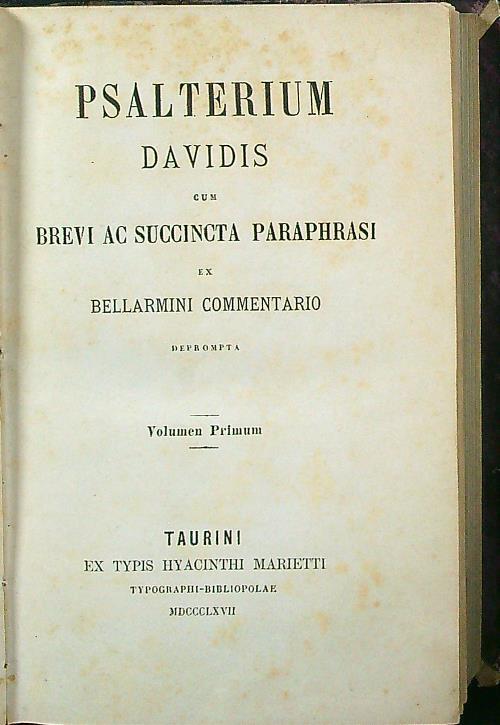 PSALTERIUM
DAVIDIS
CUM
BREVI AC SUCCINCTA PARAPHRASI
EX
BELLARMINI COMMENTARIO
DEPROMPTA
Volumen Primum
TAURINI
EX TYPIS HYACINTHI MARIETTI
TYPOGRAPHI-BIBLIOPOLAE
MDCCCLXVII